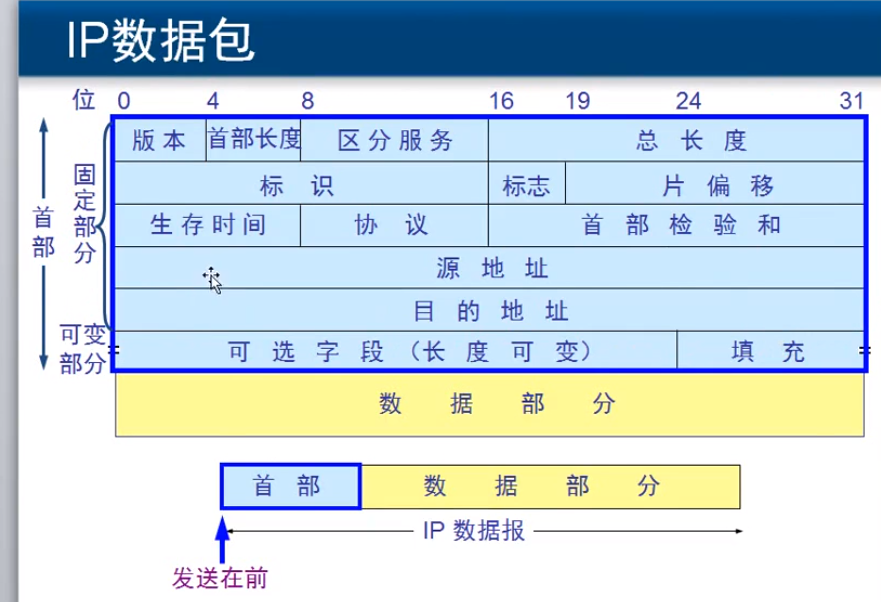 IP数据包
位 0 4 8 16 19 24 31
版本 首部长度 区分服务 总长度
标识 标志 片偏移
生存时间 协议 首部检验和
源地址
目的地址
可选字段（长度可变） 填充
数据部分
首部
固定部分
可变部分
首部 数据部分
IP 数据报
发送在前